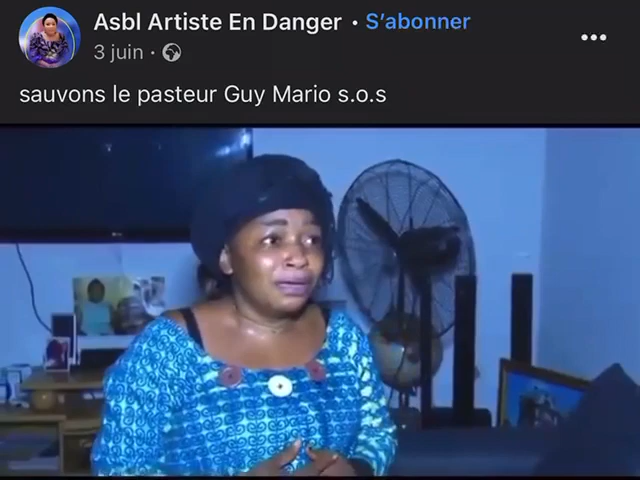 Asbl Artiste En Danger • S'abonner
3 juin •
sauvons le pasteur Guy Mario s.o.s